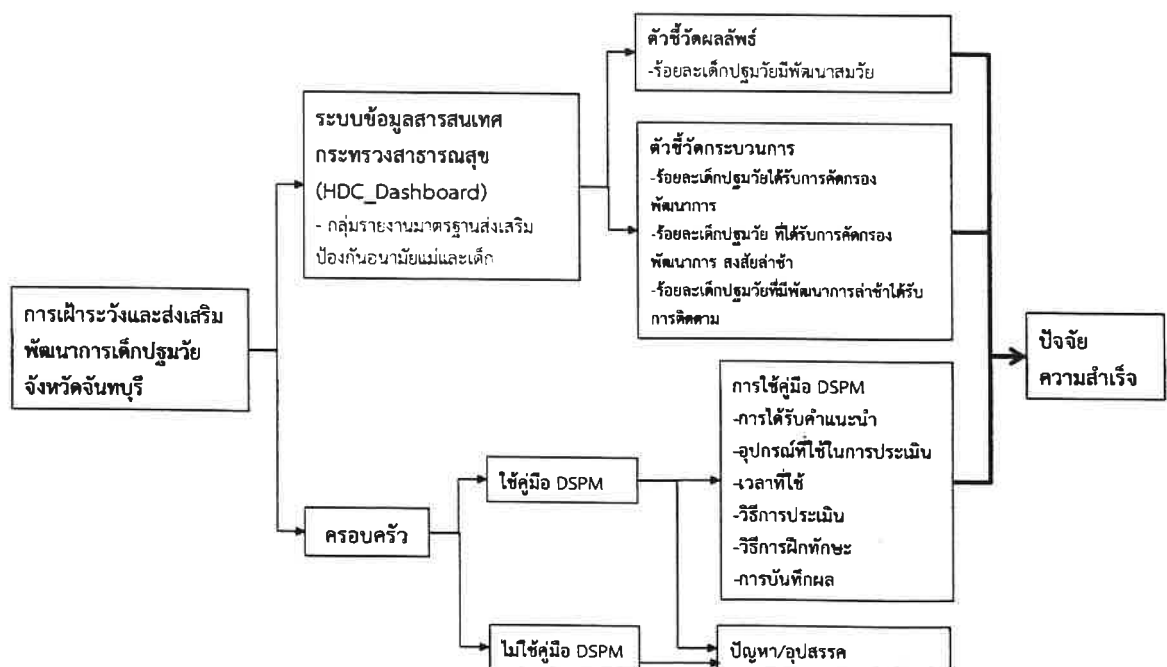 ตัวชี้วัดผลลัพธ์
-ร้อยละเด็กปฐมวัยมีพัฒนาสมวัย
ระบบข้อมูลสารสนเทศ
กระทรวงสาธารณสุข
(HDC_Dashboard)
- กลุ่มรายงานมาตรฐานส่งเสริม
ป้องกันอนามัยแม่และเด็ก
ตัวชี้วัดกระบวนการ
-ร้อยละเด็กปฐมวัยได้รับการคัดกรอง
พัฒนาการ
-ร้อยละเด็กปฐมวัย ที่ได้รับการคัดกรอง
พัฒนาการ สงสัยล่าช้า
-ร้อยละเด็กปฐมวัยที่มีพัฒนาการล่าช้าได้รับ
การติดตาม
การเฝ้าระวังและส่งเสริม
พัฒนาการเด็กปฐมวัย
จังหวัดจันทบุรี
ปัจจัย
ความสำเร็จ
ครอบครัว
ใช้คู่มือ DSPM
การใช้คู่มือ DSPM
-การได้รับคำแนะนำ
-อุปกรณ์ที่ใช้ในการประเมิน
-เวลาที่ใช้
-วิธีการประเมิน
-วิธีการฝึกทักษะ
-การบันทึกผล
ไม่ใช้คู่มือ DSPM
ปัญหา/อุปสรรค